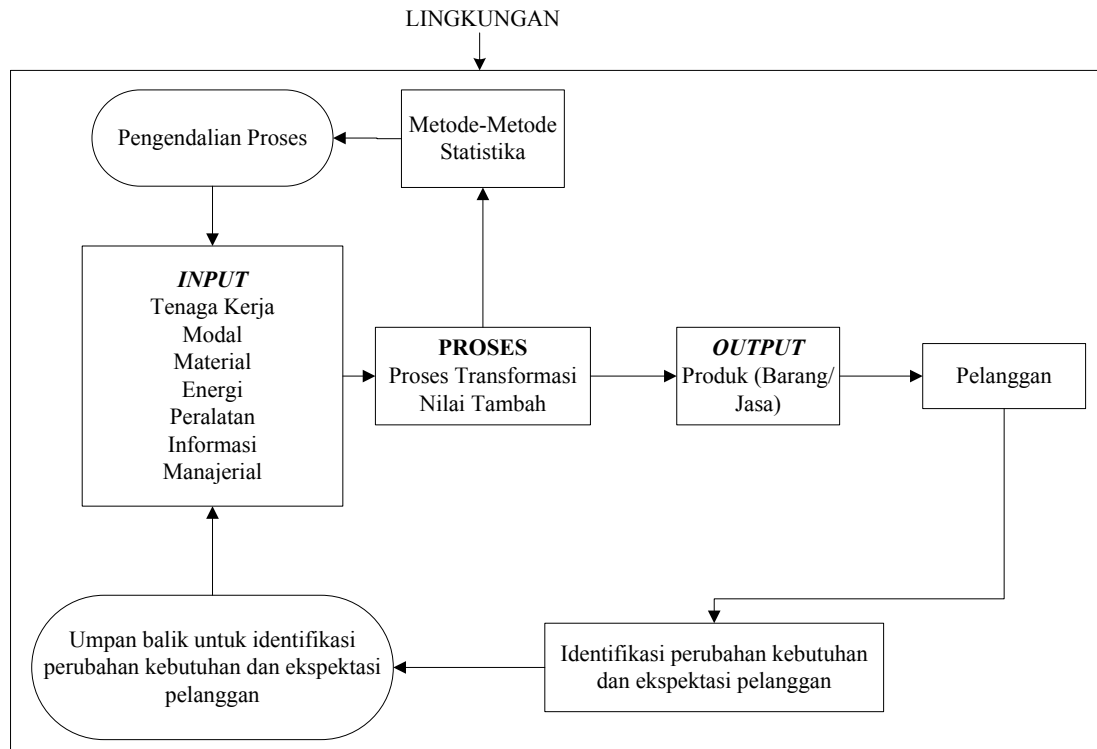 LINGKUNGAN
Pengendalian Proses
Metode-Metode
Statistika
INPUT
Tenaga Kerja
Modal
Material
Energi
Peralatan
Informasi
Manajerial
PROSES
Proses Transformasi
Nilai Tambah
OUTPUT
Produk (Barang/
Jasa)
Pelanggan
Umpan balik untuk identifikasi
perubahan kebutuhan dan ekspektasi
pelanggan
Identifikasi perubahan kebutuhan
dan ekspektasi pelanggan